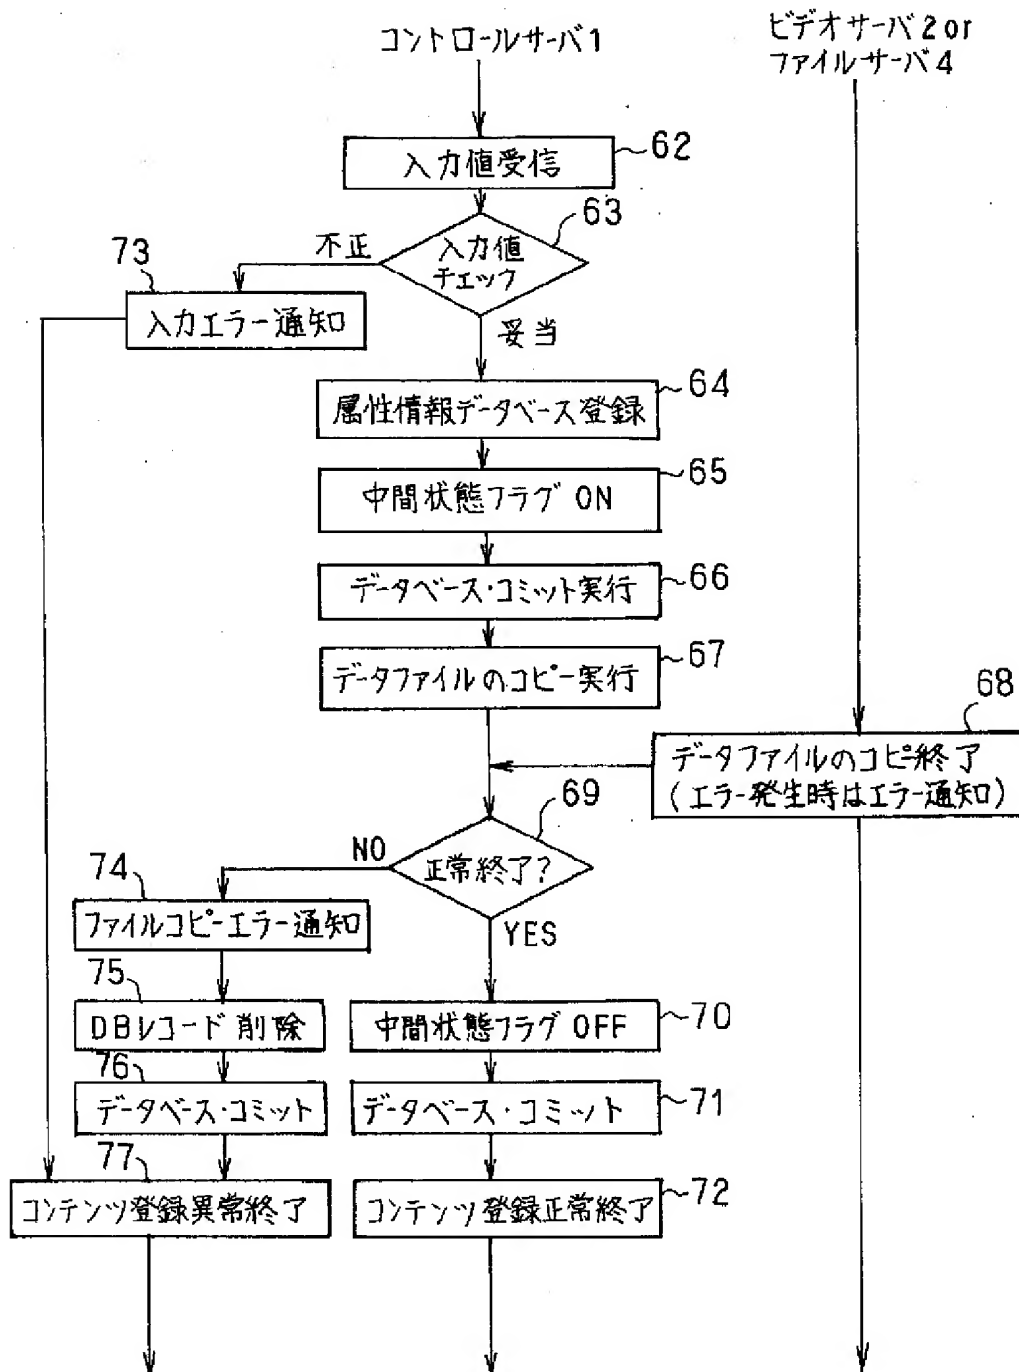 コントロールサーバ1
ビデオサーバ2or
ファイルサーバ4
入力値受信
62
63
入力値
チェック
不正
73
入力エラー通知
妥当
64
属性情報データベース登録
65
中間状態フラグ ON
66
データベース・コミット実行
67
データファイルのコピー実行
68
データファイルのコピー終了
(エラー発生時はエラー通知)
69
正常終了?
NO
YES
74
ファイルコピーエラー通知
75
DBレコード削除
70
中間状態フラグ OFF
76
データベース・コミット
71
データベース・コミット
77
コンテンツ登録異常終了
72
コンテンツ登録正常終了